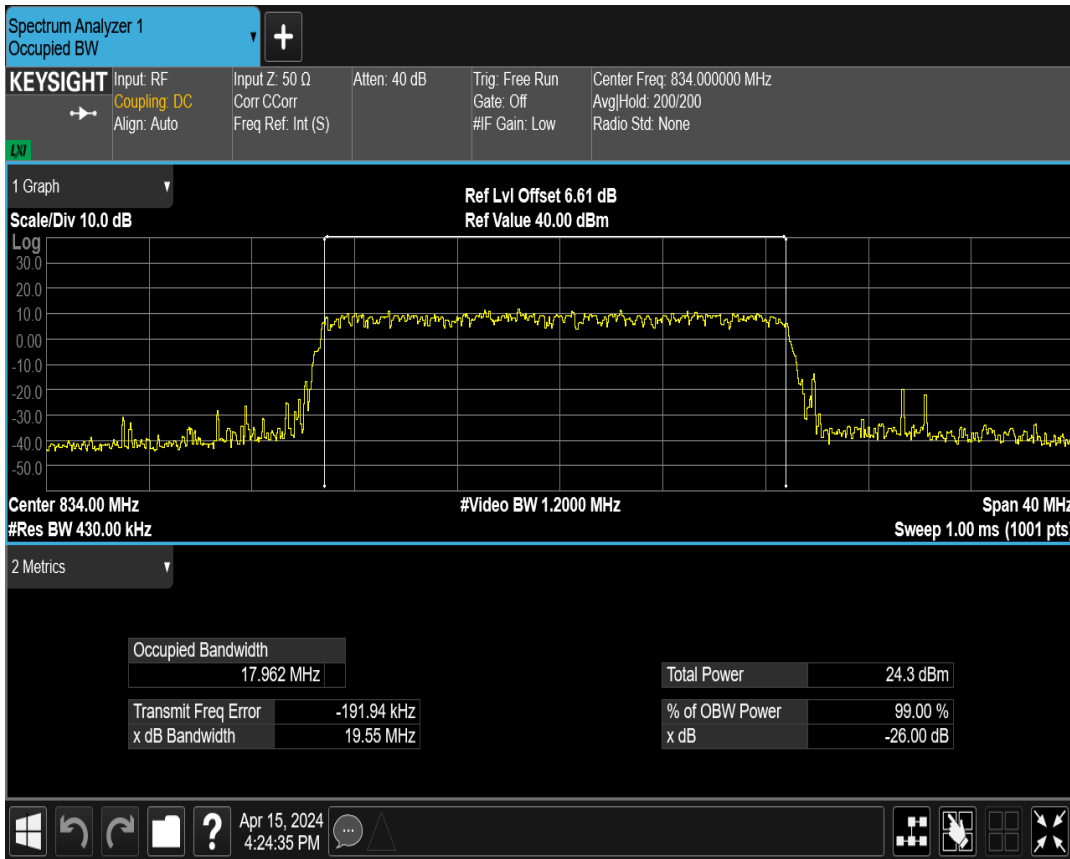 Spectrum Analyzer 1
Occupied BW
KEYSIGHT
LXI
Input: RF
Coupling: DC
Align: Auto
Input Z: 50 Ω
Corr CCorr
Freq Ref: Int (S)
Atten: 40 dB
Trig: Free Run
Gate: Off
#IF Gain: Low
Center Freq: 834.000000 MHz
Avg|Hold: 200/200
Radio Std: None
1 Graph
Scale/Div 10.0 dB
Ref Lvl Offset 6.61 dB
Ref Value 40.00 dBm
Log
30.0
20.0
10.0
0.00
-10.0
-20.0
-30.0
-40.0
-50.0
Center 834.00 MHz
#Video BW 1.2000 MHz
Span 40 MHz
#Res BW 430.00 kHz
Sweep 1.00 ms (1001 pts)
2 Metrics
Occupied Bandwidth
17.962 MHz
Total Power 24.3 dBm
Transmit Freq Error -191.94 kHz
% of OBW Power 99.00 %
x dB Bandwidth 19.55 MHz
x dB -26.00 dB
Apr 15, 2024
4:24:35 PM